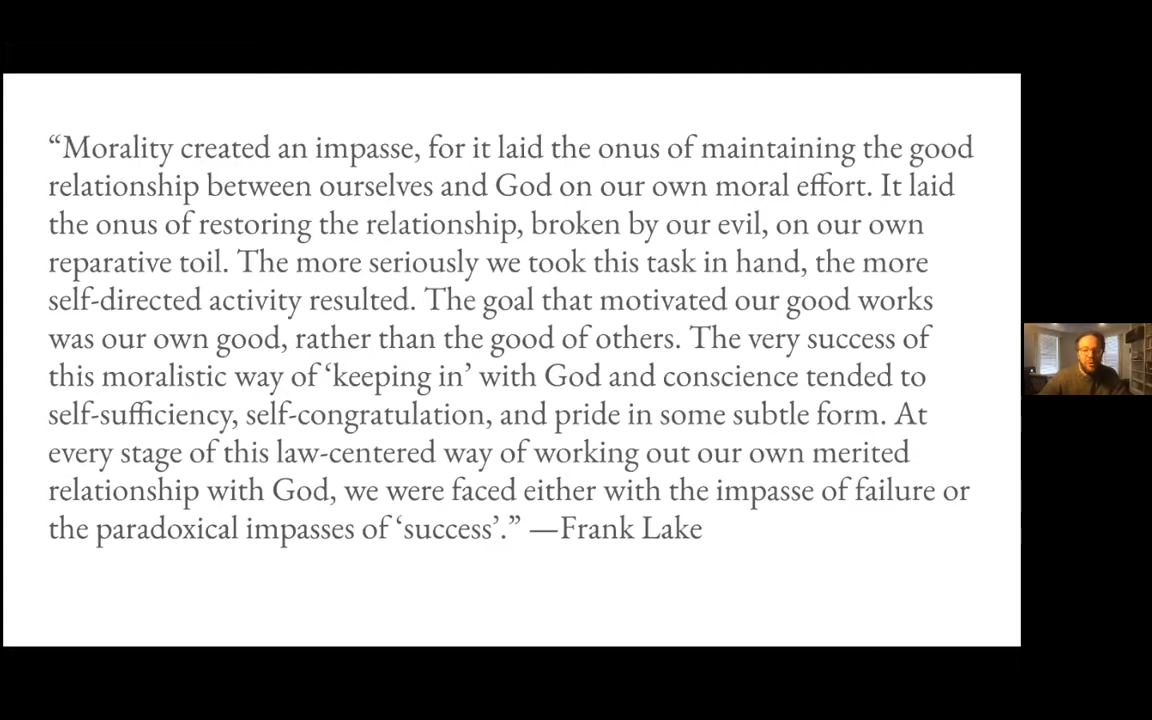 “Morality created an impasse, for it laid the onus of maintaining the good
relationship between ourselves and God on our own moral effort. It laid
the onus of restoring the relationship, broken by our evil, on our own
reparative toil. The more seriously we took this task in hand, the more
self-directed activity resulted. The goal that motivated our good works
was our own good, rather than the good of others. The very success of
this moralistic way of ‘keeping in’ with God and conscience tended to
self-sufficiency, self-congratulation, and pride in some subtle form. At
every stage of this law-centered way of working out our own merited
relationship with God, we were faced either with the impasse of failure or
the paradoxical impasses of ‘success’.” —Frank Lake